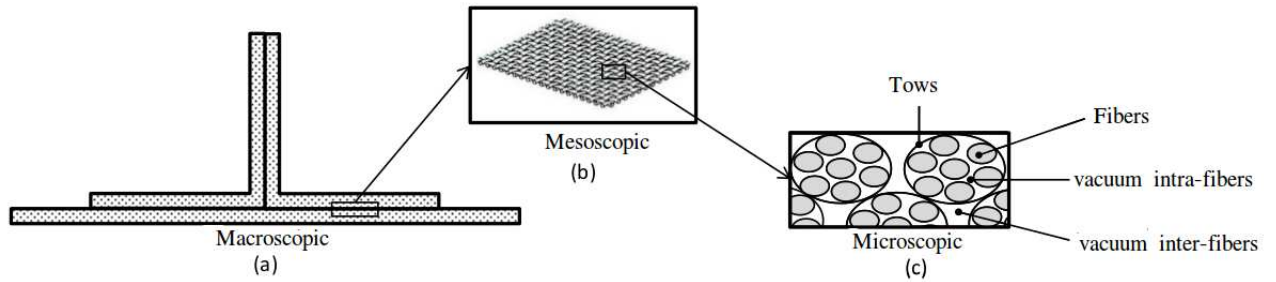 Macroscopic
(a)
Mesoscopic
(b)
Tows
Fibers
vacuum intra-fibers
vacuum inter-fibers
Microscopic
(c)